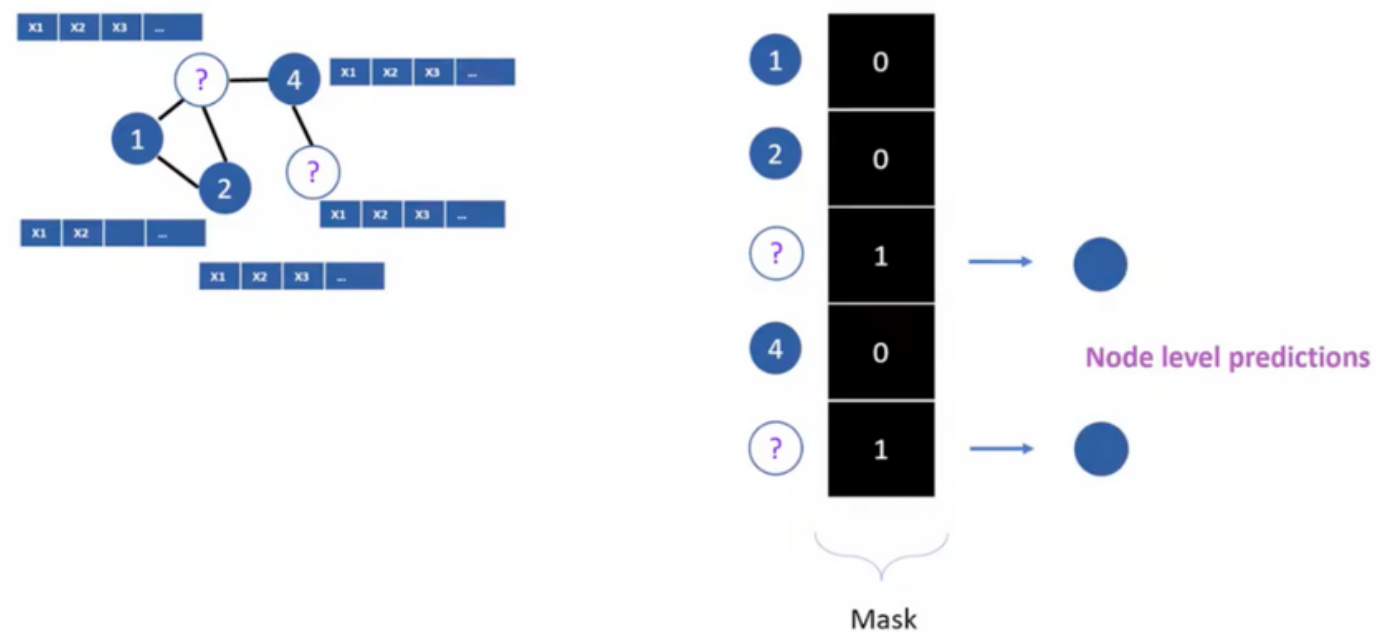 X1 X2 X3 ...
? 4
X1 X2 X3 ...
1
?
2
X1 X2 X3 ...
X1 X2 ...
X1 X2 X3 ...
1 0
2 0
? 1
4 0
Node level predictions
? 1
Mask